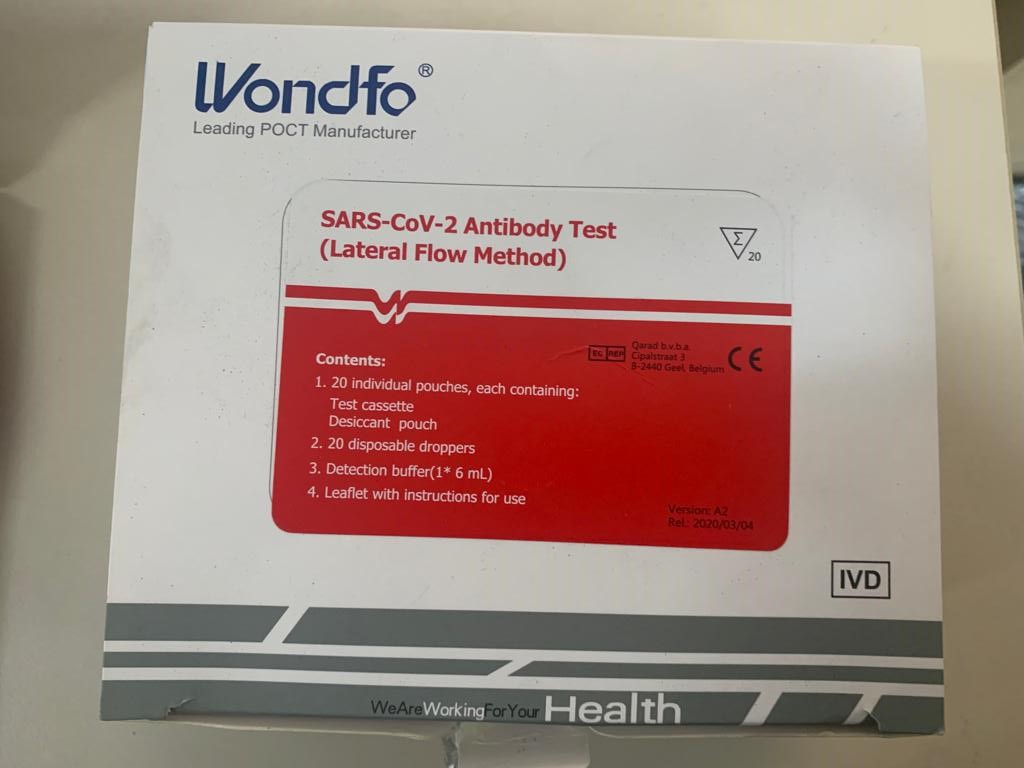 Wondfo®
Leading POCT Manufacturer
SARS-CoV-2 Antibody Test
(Lateral Flow Method)
Σ
20
EC REP
Qarad b.v.b.a.
Cipalstraat 3
B-2440 Geel, Belgium
CE
Contents:
1. 20 individual pouches, each containing:
Test cassette
Desiccant pouch
2. 20 disposable droppers
3. Detection buffer(1* 6 mL)
4. Leaflet with instructions for use
Version: A2
Rel.: 2020/03/04
IVD
WeAreWorkingForYour Health